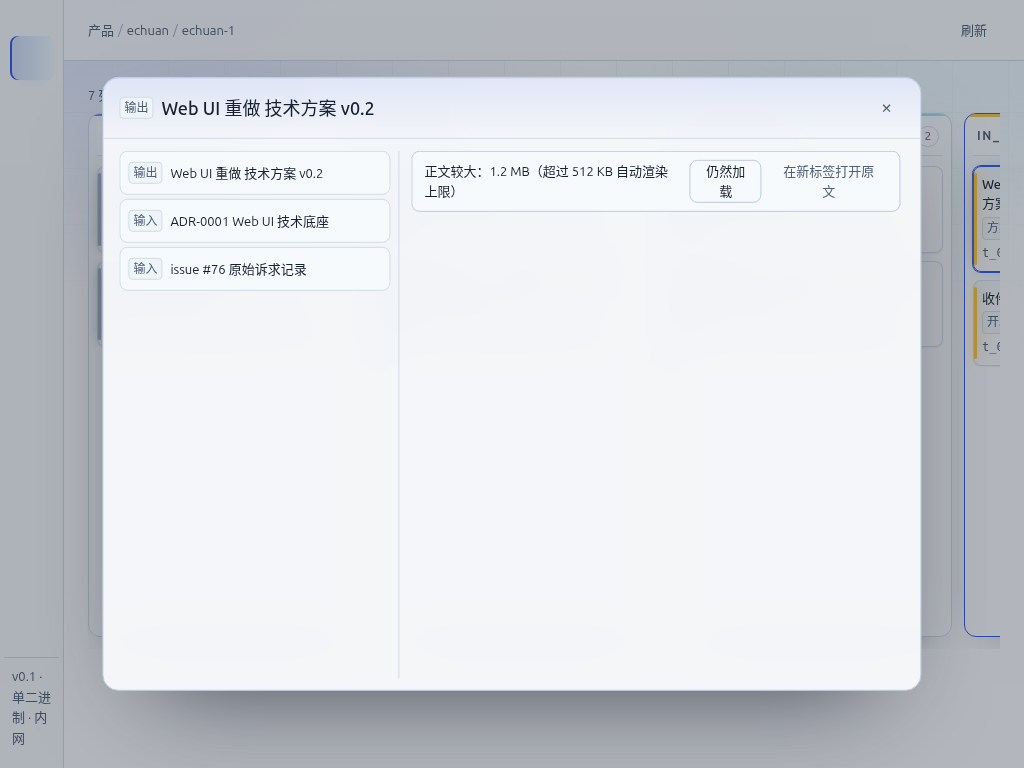 产品 / echuan / echuan-1
刷新
7
2
IN_
输出 Web UI 重做 技术方案 v0.2
×
输出 Web UI 重做 技术方案 v0.2
输入 ADR-0001 Web UI 技术底座
输入 issue #76 原始诉求记录
正文较大：1.2 MB（超过 512 KB 自动渲染
上限）
仍然加
载
在新标签打开原
文
We
方
t_
收
开
t_
v0.1 ·
单二进
制 · 内
网